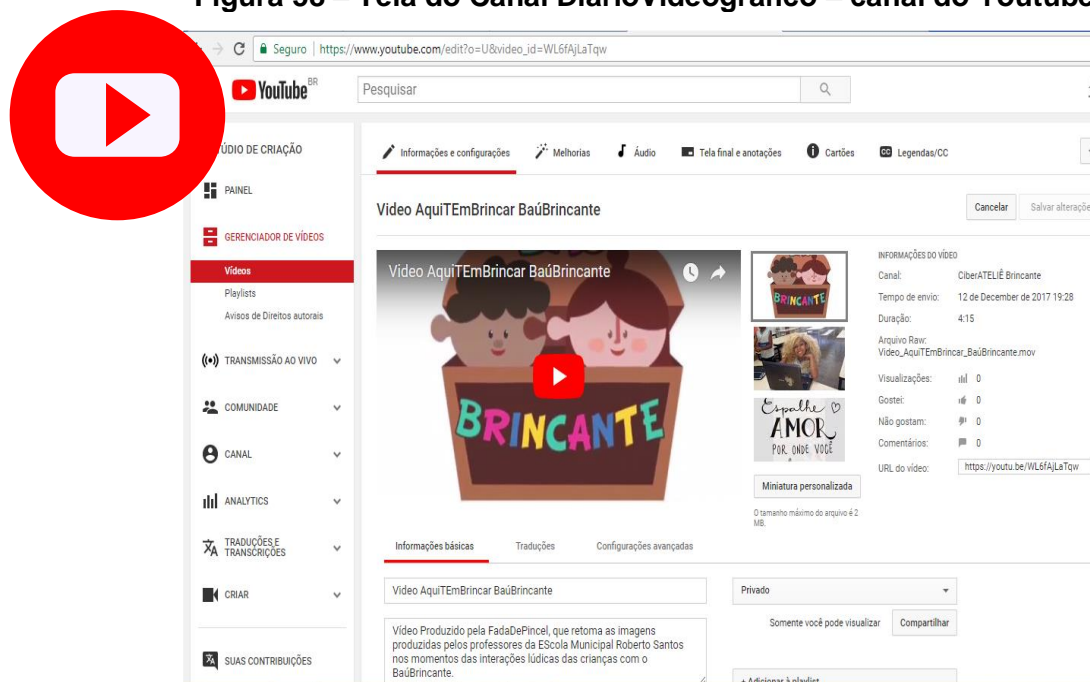 Figura 58 – Tela do Canal DiárioVideográfico – canal do Youtube
Seguro | https://www.youtube.com/edit?o=U&video_id=WL6fAjLaTqw
YouTube BR
Pesquisar
ÚDIO DE CRIAÇÃO
Informações e configurações
Melhorias
Áudio
Tela final e anotações
Cartões
CC Legendas/CC
PAINEL
Video AquiTEmBrincar BaúBrincante
Cancelar
Salvar alteraçõe
GERENCIADOR DE VÍDEOS
Vídeos
Playlists
Avisos de Direitos autorais
Video AquiTEmBrincar BaúBrincante
BRINCANTE
BRINCANTE
Espalhe
AMOR
POR ONDE VOCÊ
INFORMAÇÕES DO VÍDEO
Canal: CiberATELIÊ Brincante
Tempo de envio: 12 de December de 2017 19:28
Duração: 4:15
Arquivo Raw:
Video_AquiTEmBrincar_BaúBrincante.mov
Visualizações: 0
Gostei: 0
Não gostam: 0
Comentários: 0
URL do vídeo: https://youtu.be/WL6fAjLaTqw
Miniatura personalizada
O tamanho máximo do arquivo é 2
MB.
TRANSMISSÃO AO VIVO
COMUNIDADE
CANAL
ANALYTICS
TRADUÇÕES E
TRANSCRIÇÕES
CRIAR
SUAS CONTRIBUIÇÕES
Informações básicas
Traduções
Configurações avançadas
Video AquiTEmBrincar BaúBrincante
Privado
Somente você pode visualizar
Compartilhar
Vídeo Produzido pela FadaDePincel, que retoma as imagens
produzidas pelos professores da EScola Municipal Roberto Santos
nos momentos das interações lúdicas das crianças com o
BaúBrincante.
+ Adicionar à playlist